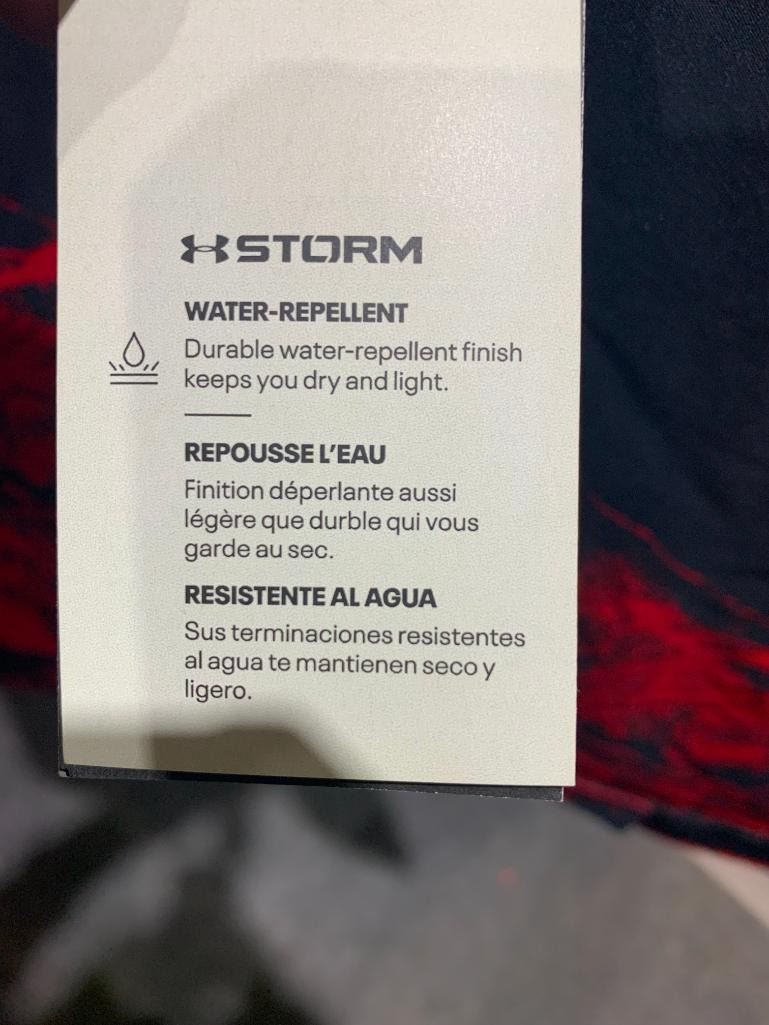 STORM
WATER-REPELLENT
Durable water-repellent finish
keeps you dry and light.
REPOUSSE L'EAU
Finition déperlante aussi
légère que durble qui vous
garde au sec.
RESISTENTE AL AGUA
Sus terminaciones resistentes
al agua te mantienen seco y
ligero.